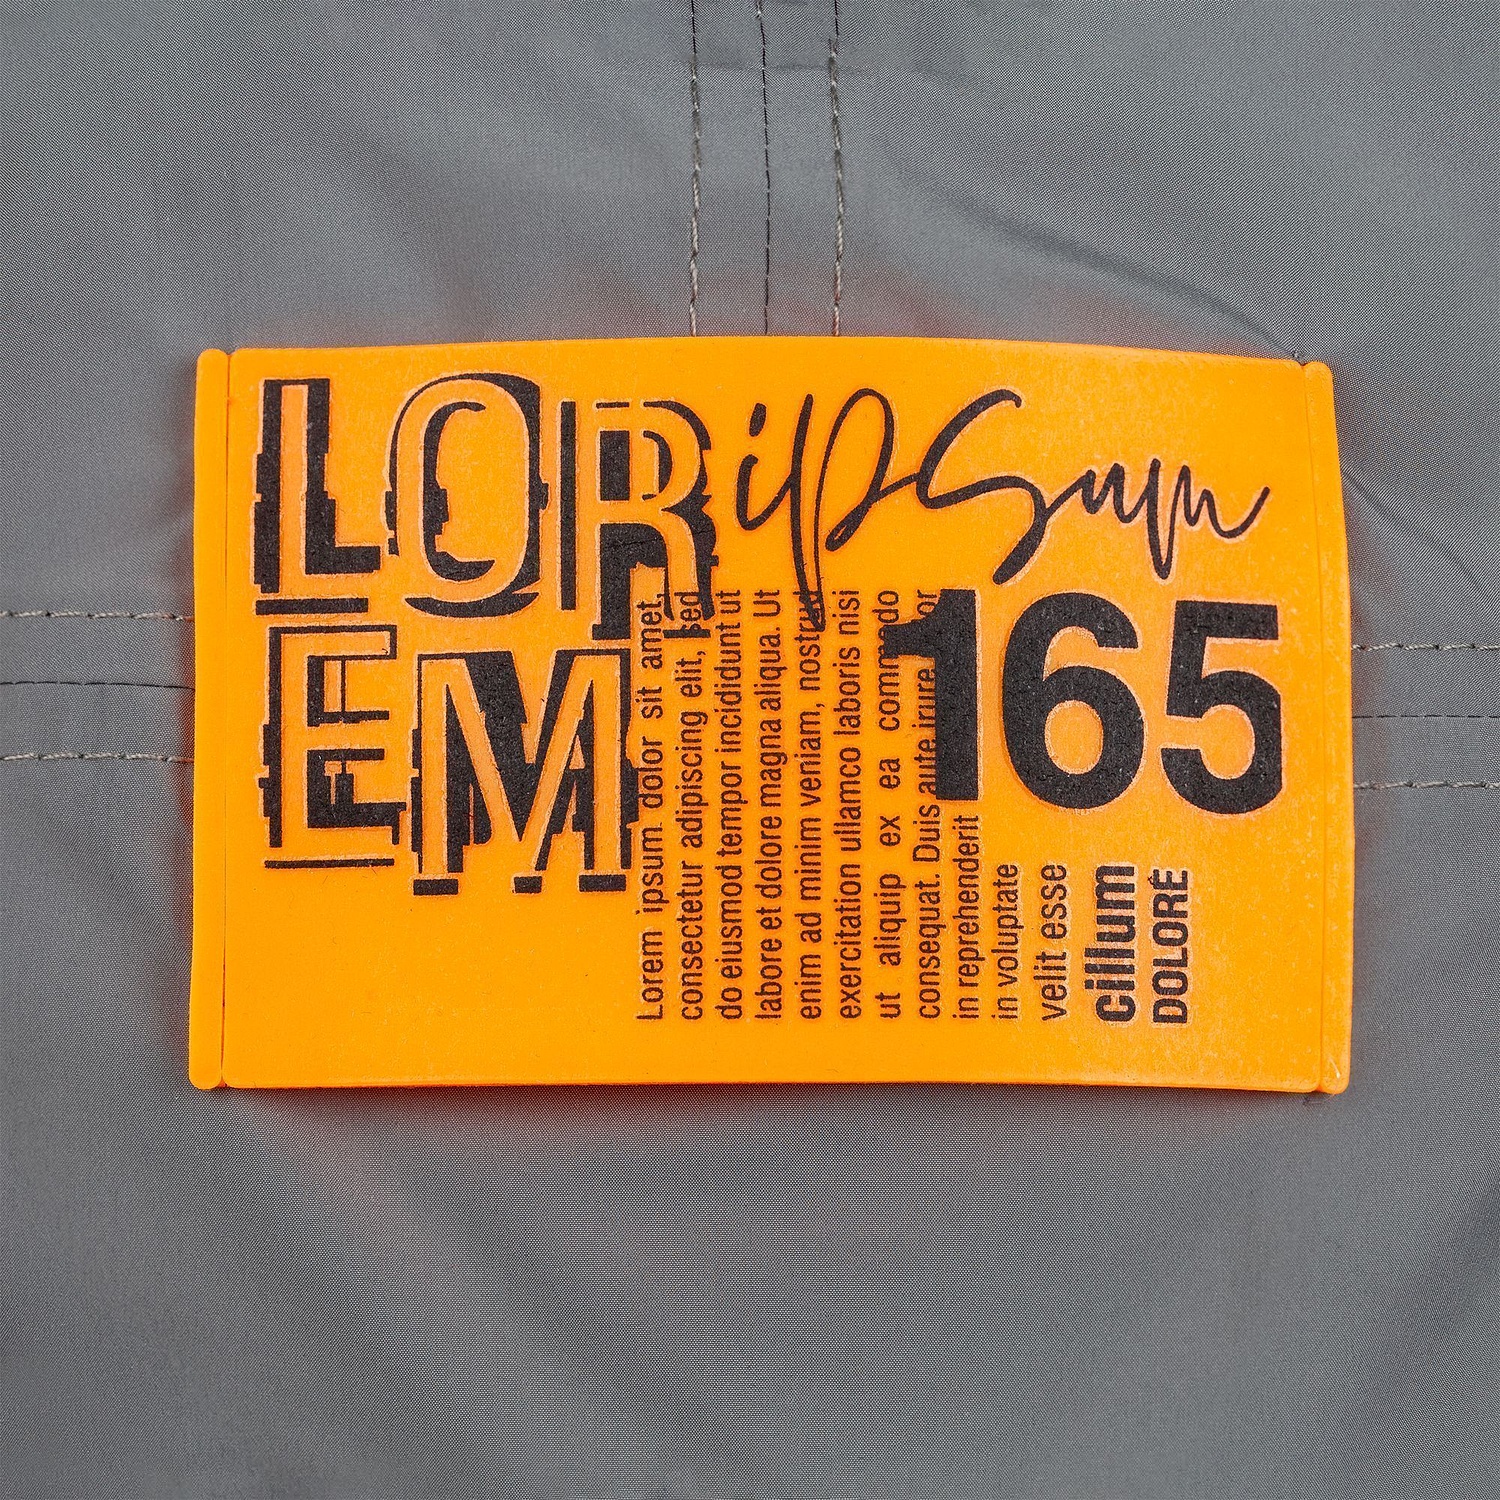 LOR
EM
ipsum
165
Lorem ipsum dolor sit amet,
consectetur adipiscing elit, sed
do eiusmod tempor incididunt ut
labore et dolore magna aliqua. Ut
enim ad minim veniam, nostrud
exercitation ullamco laboris nisi
ut aliquip ex ea commodo
consequat. Duis aute irure
in reprehenderit
in voluptate
velit esse
cillum
DOLORÉ